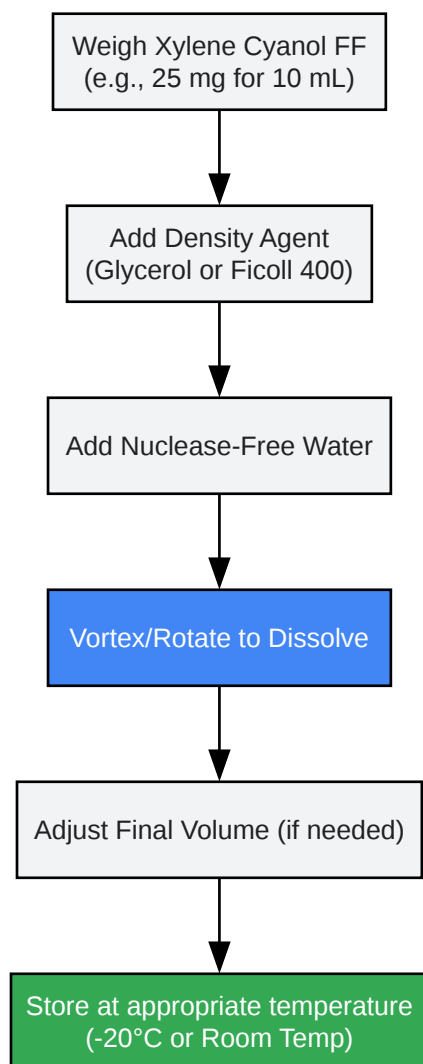 Weigh Xylene Cyanol FF
(e.g., 25 mg for 10 mL)
Add Density Agent
(Glycerol or Ficoll 400)
Add Nuclease-Free Water
Vortex/Rotate to Dissolve
Adjust Final Volume (if needed)
Store at appropriate temperature
(-20°C or Room Temp)